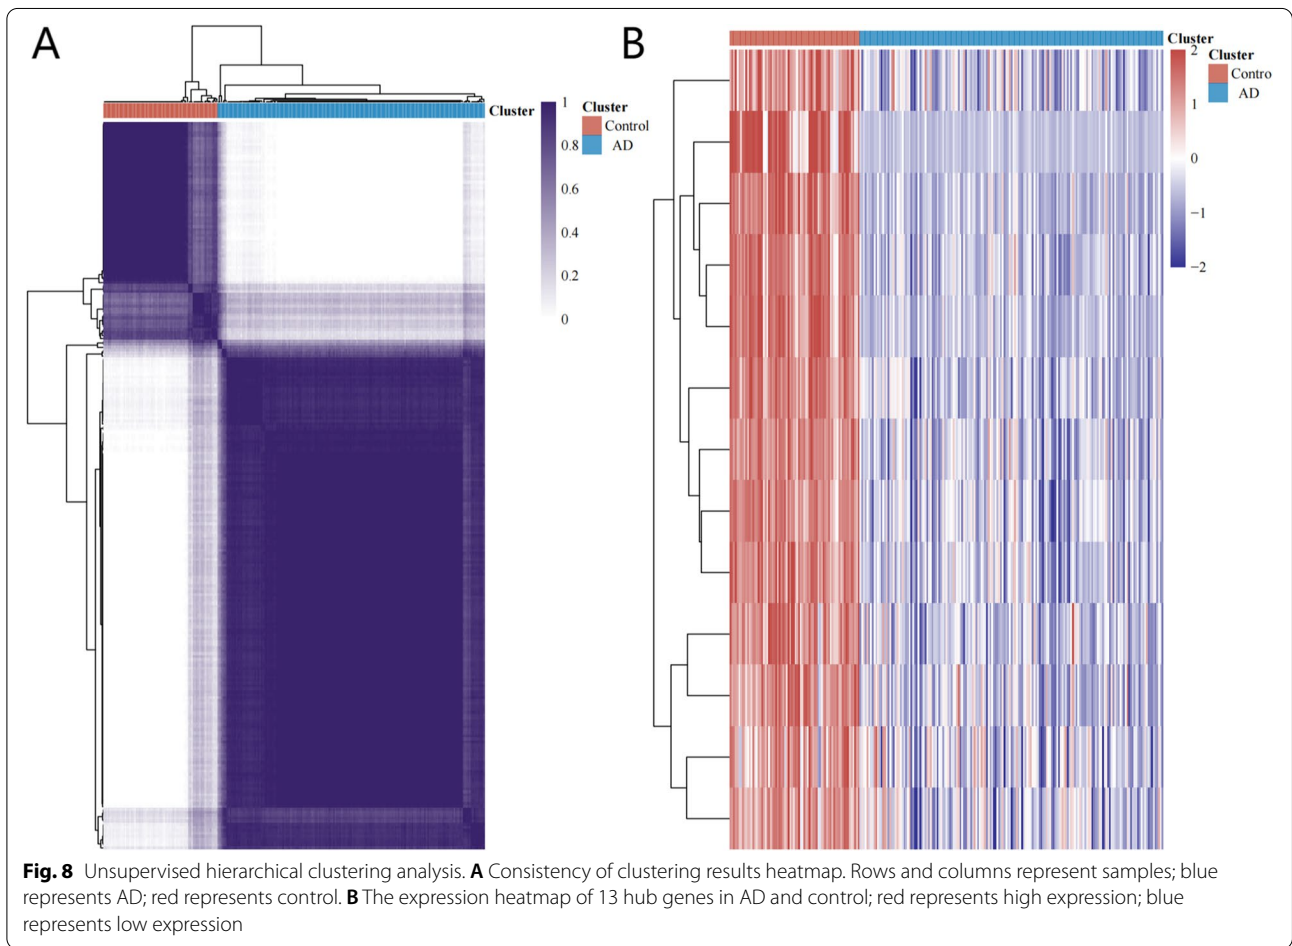 A
Cluster
1
0.8
0.6
0.4
0.2
0
Cluster
Control
AD
B
Cluster
2
1
0
−1
−2
Cluster
Contro
AD
Fig. 8 Unsupervised hierarchical clustering analysis. A Consistency of clustering results heatmap. Rows and columns represent samples; blue
represents AD; red represents control. B The expression heatmap of 13 hub genes in AD and control; red represents high expression; blue
represents low expression